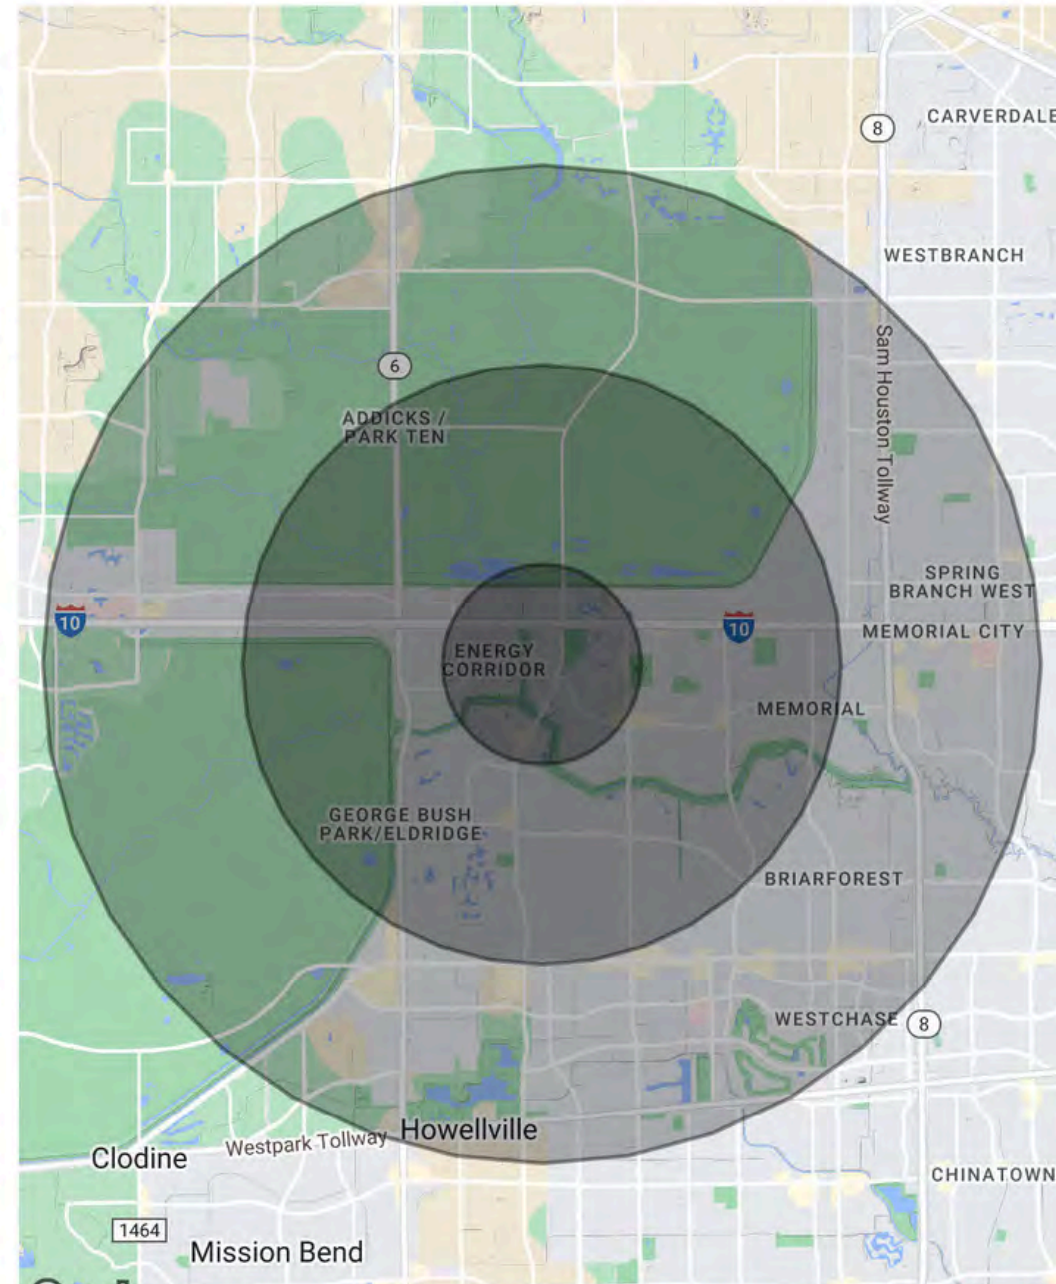 CARVERDALE
8
WESTBRANCH
Sam Houston Tollway
6
ADDICKS /
PARK TEN
SPRING
BRANCH WEST
10
10
MEMORIAL CITY
ENERGY
CORRIDOR
MEMORIAL
GEORGE BUSH
PARK/ELDRIDGE
BRIARFOREST
WESTCHASE
8
Howellville
Westpark Tollway
Clodine
CHINATOWN
1464
Mission Bend